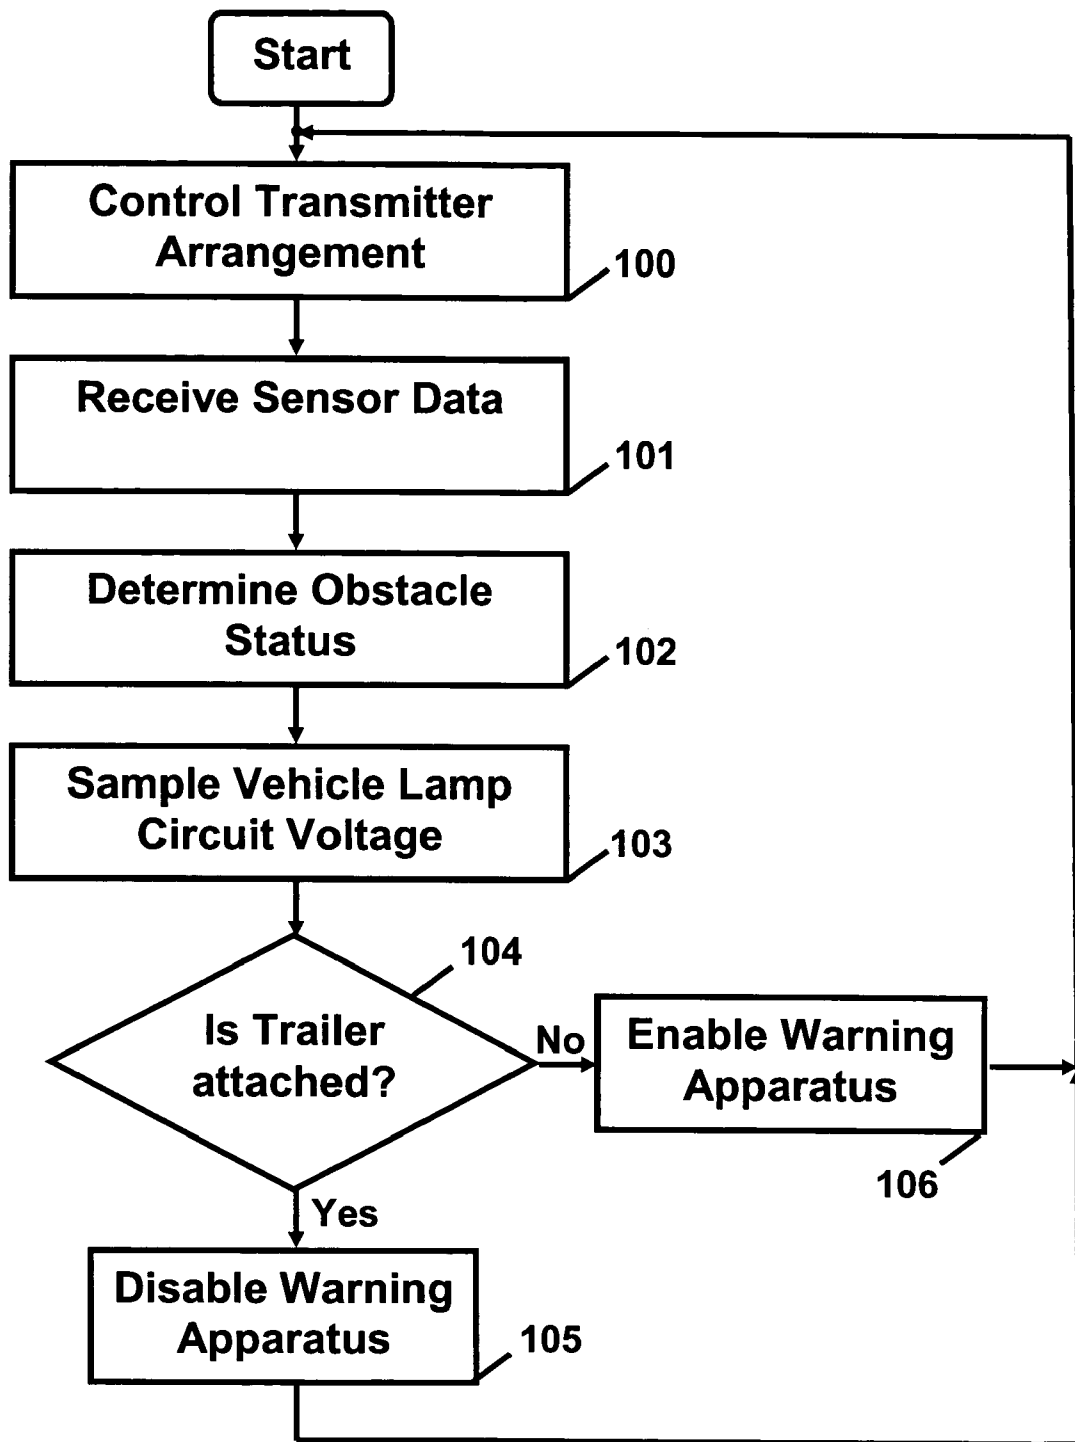 Start
Control Transmitter
Arrangement
100
Receive Sensor Data
101
Determine Obstacle
Status
102
Sample Vehicle Lamp
Circuit Voltage
103
104
Is Trailer
attached?
No
Enable Warning
Apparatus
106
Yes
Disable Warning
Apparatus
105